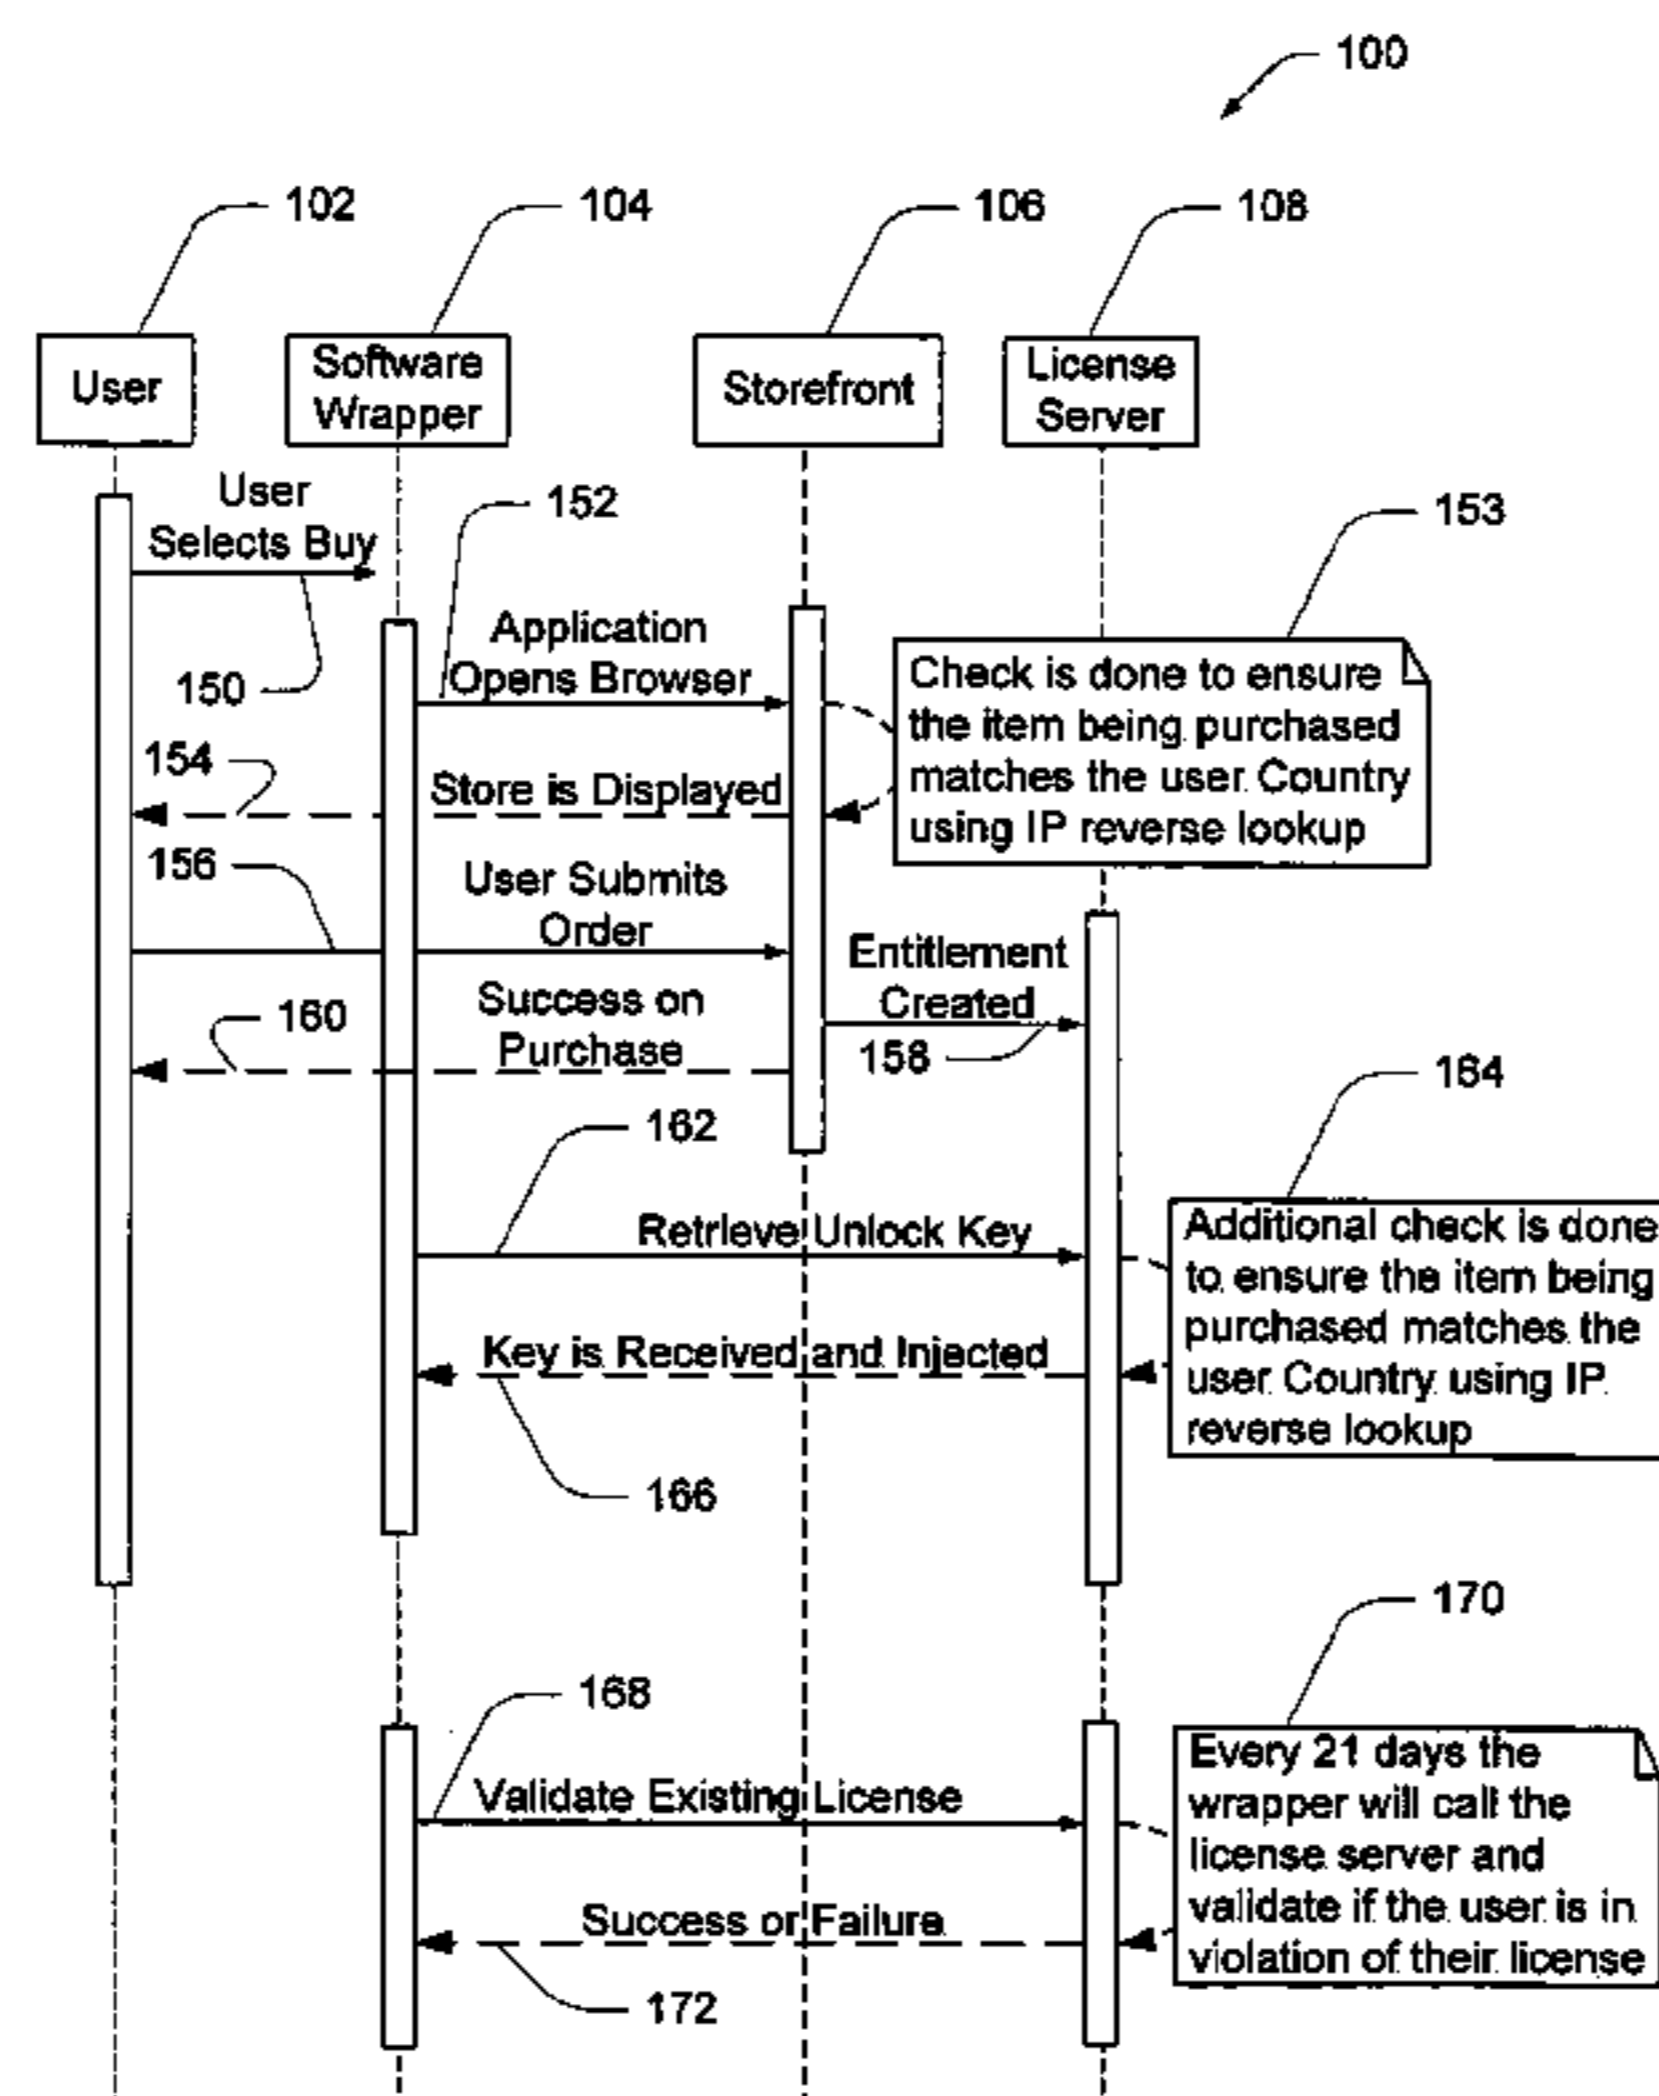 100
102
104
106
108
User
Software
Wrapper
Storefront
License
Server
User
Selects Buy
152
153
150
Application
Opens Browser
Check is done to ensure
the item being purchased
matches the user Country
using IP reverse lookup
154
Store is Displayed
156
User Submits
Order
Entitlement
Created
158
160
Success on
Purchase
162
164
Retrieve Unlock Key
Additional check is done
to ensure the item being
purchased matches the
user Country using IP
reverse lookup
Key is Received and Injected
166
168
170
Validate Existing License
Every 21 days the
wrapper will call the
license server and
validate if the user is in
violation of their license
Success or Failure
172